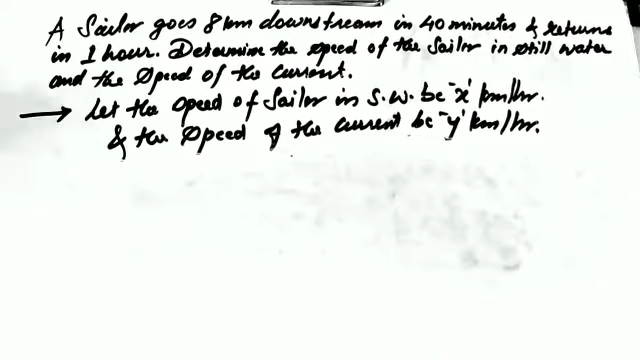 A Sailor goes 8 km downstream in 40 minutes & returns
in 1 hour. Determine the speed of the Sailor in still water
and the speed of the current.
→ Let the speed of Sailor in S.W. be 'x' km/hr.
& the speed of the current be 'y' km/hr.